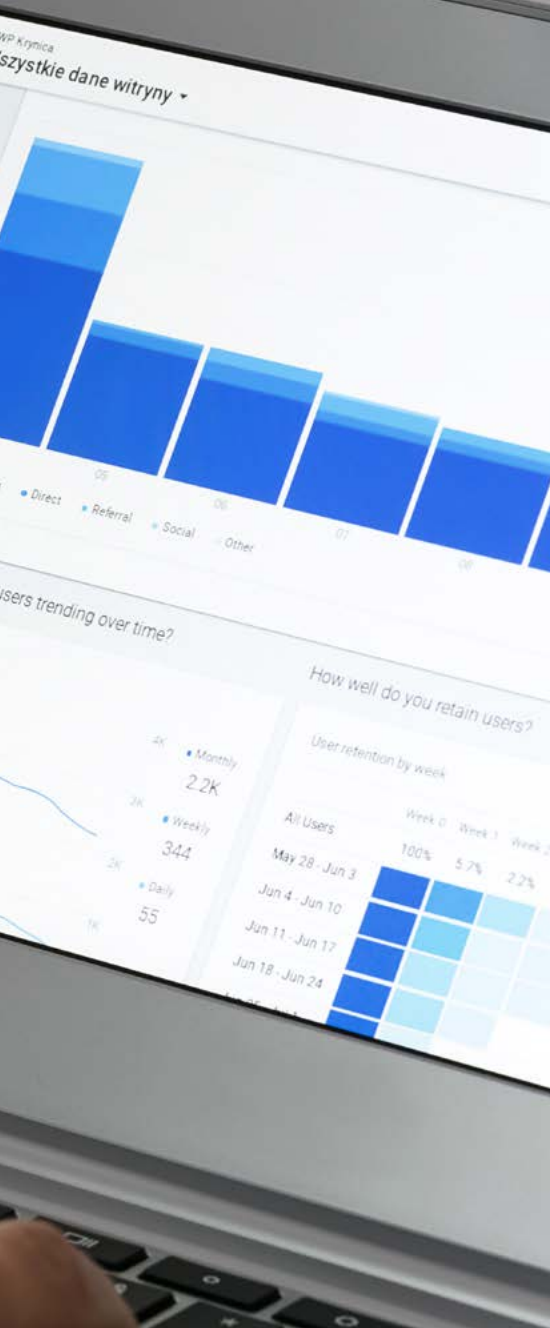 WP Krynica
szystkie dane witryny
05
06
07
08
Direct
Referral
Social
Other
users trending over time?
4K
Monthly
2.2K
Weekly
344
Daily
55
1K
How well do you retain users?
User retention by week
Week 0 Week 1 Week 2
All Users
100% 5.7% 2.2%
May 28 - Jun 3
Jun 4 - Jun 10
Jun 11 - Jun 17
Jun 18 - Jun 24